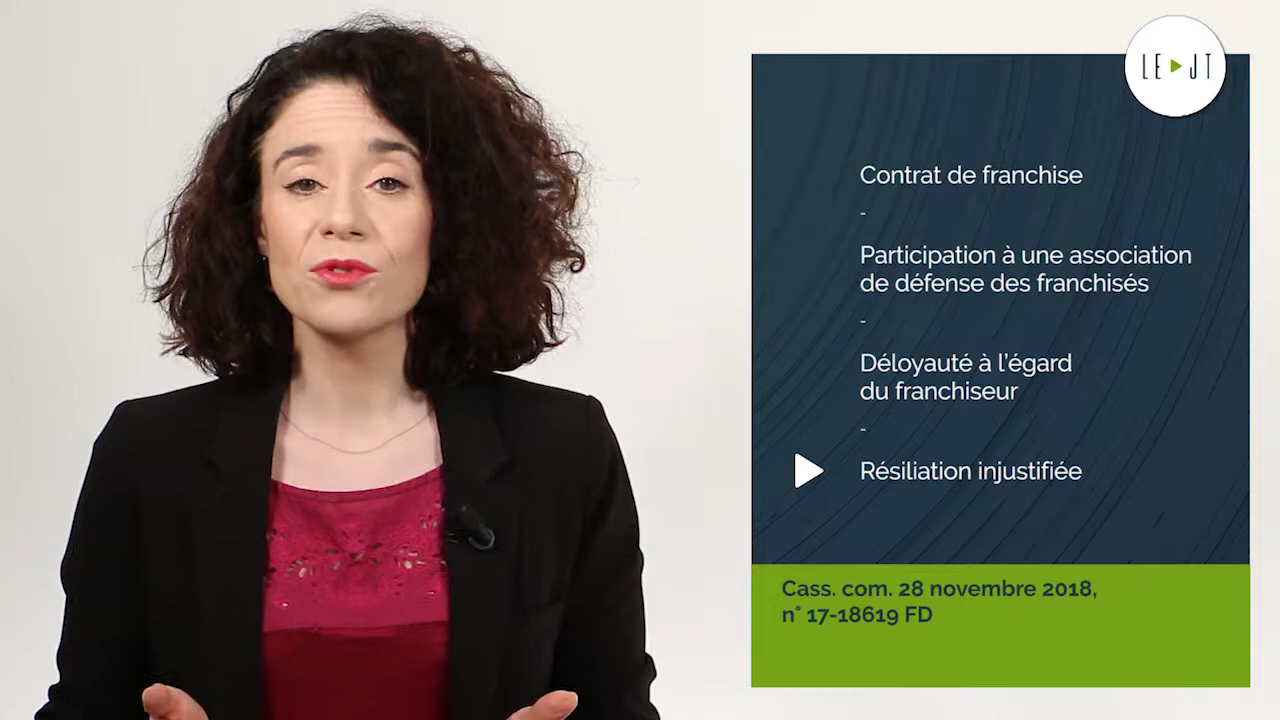 LE JT
Contrat de franchise
-
Participation à une association
de défense des franchisés
-
Déloyauté à l'égard
du franchiseur
-
Résiliation injustifiée
Cass. com. 28 novembre 2018,
n° 17-18619 FD